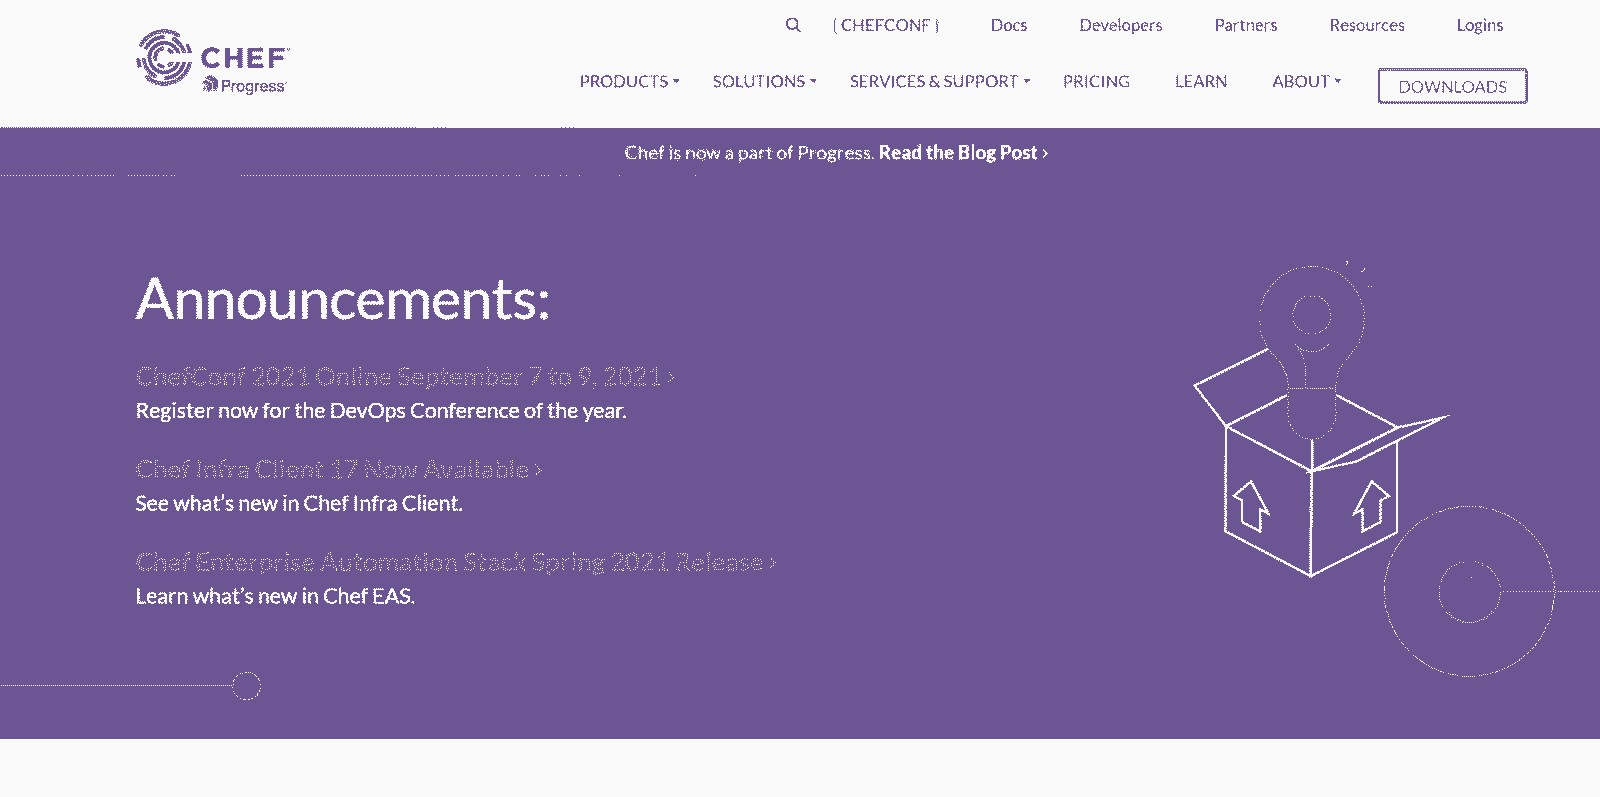 ( CHEFCONF )
Docs
Developers
Partners
Resources
Logins
CHEF™
Progress®
PRODUCTS
SOLUTIONS
SERVICES & SUPPORT
PRICING
LEARN
ABOUT
DOWNLOADS
Chef is now a part of Progress. Read the Blog Post ›
Announcements:
ChefConf 2021 Online September 7 to 9, 2021 ›
Register now for the DevOps Conference of the year.
Chef Infra Client 17 Now Available ›
See what's new in Chef Infra Client.
Chef Enterprise Automation Stack Spring 2021 Release ›
Learn what's new in Chef EAS.